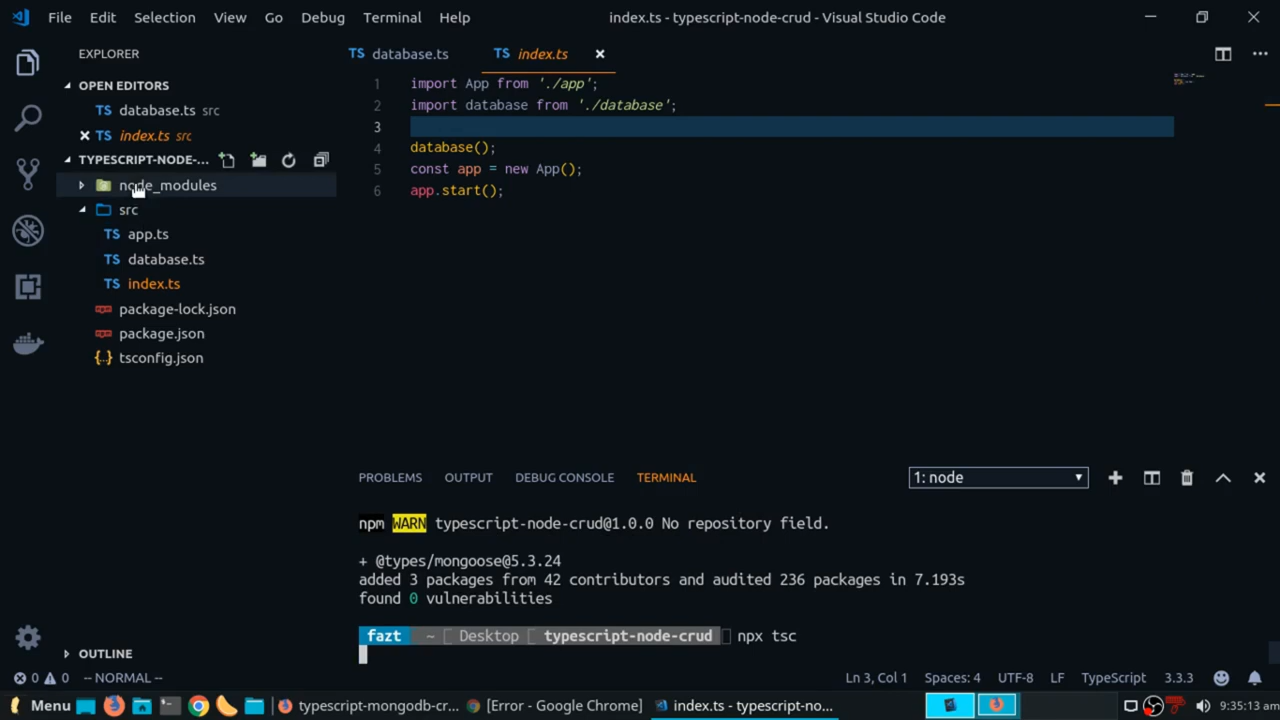 File Edit Selection View Go Debug Terminal Help index.ts - typescript-node-crud - Visual Studio Code
EXPLORER
OPEN EDITORS
TS database.ts src
index.ts src
TYPESCRIPT-NODE-...
node_modules
src
TS app.ts
TS database.ts
TS index.ts
package-lock.json
package.json
{..} tsconfig.json
OUTLINE
TS database.ts TS index.ts
1 import App from './app';
2 import database from './database';
3
4 database();
5 const app = new App();
6 app.start();
PROBLEMS OUTPUT DEBUG CONSOLE TERMINAL 1: node
npm WARN typescript-node-crud@1.0.0 No repository field.
+ @types/mongoose@5.3.24
added 3 packages from 42 contributors and audited 236 packages in 7.193s
found 0 vulnerabilities
fazt ~ Desktop typescript-node-crud npx tsc
0 0 -- NORMAL -- Ln 3, Col 1 Spaces: 4 UTF-8 LF TypeScript 3.3.3
Menu typescript-mongodb-cr... [Error - Google Chrome] index.ts - typescript-no... 9:35:13 am